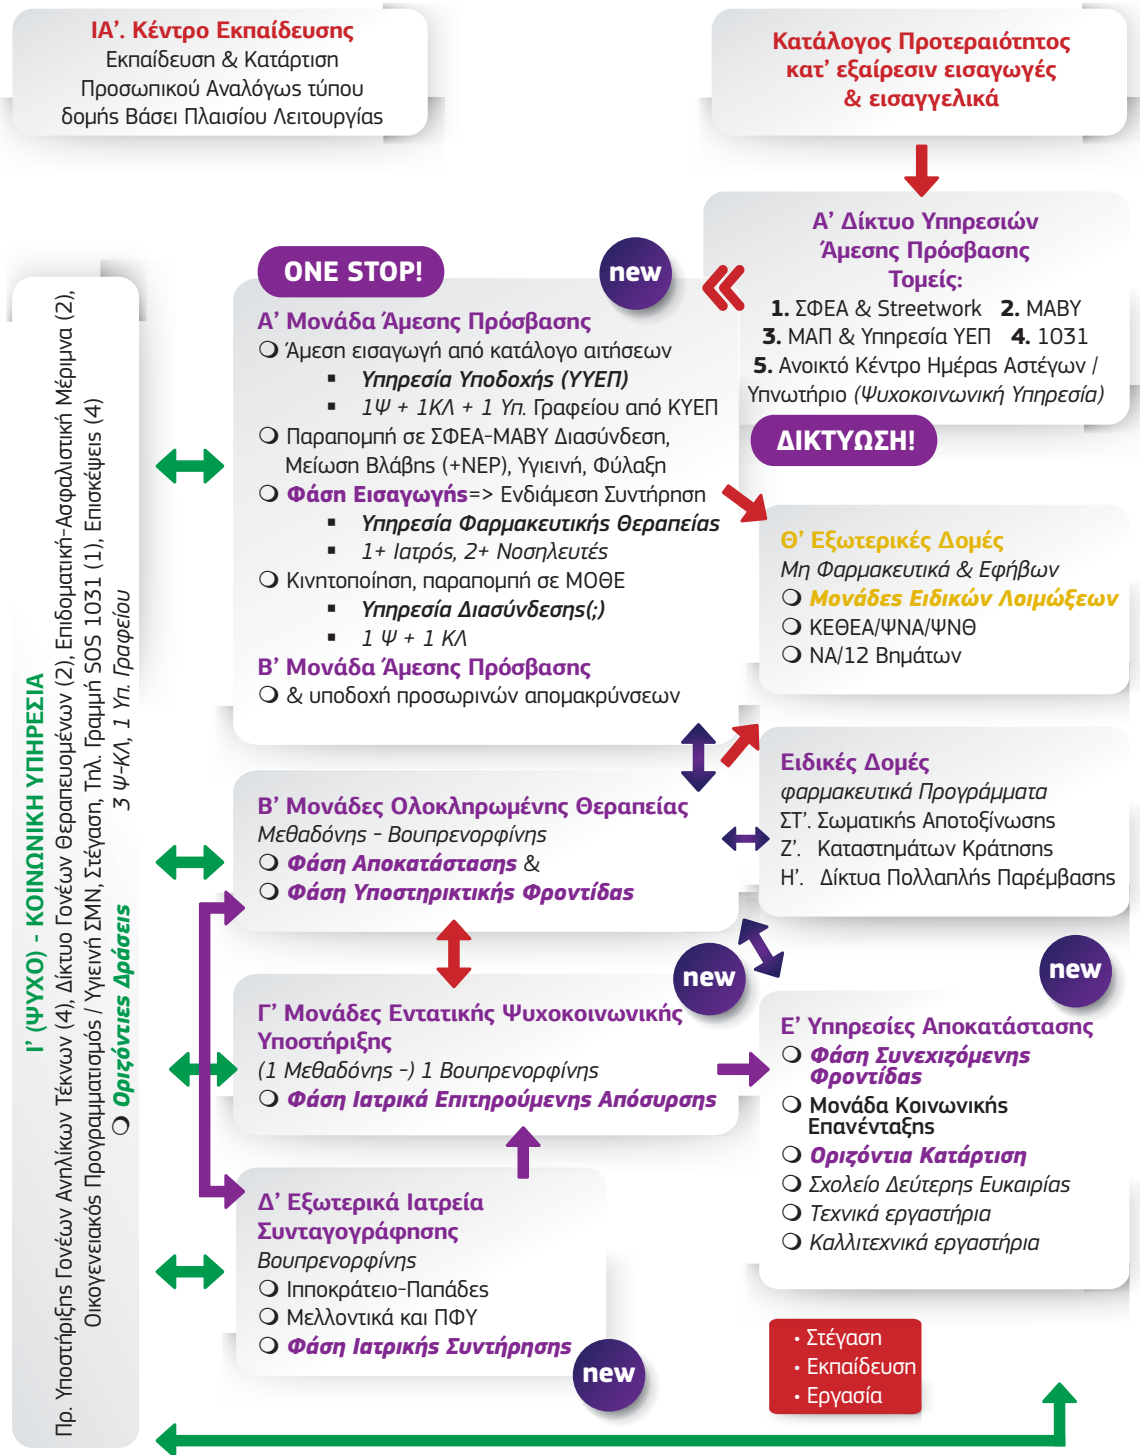 ΙΑ’. Κέντρο Εκπαίδευσης
Εκπαίδευση & Κατάρτιση
Προσωπικού Αναλόγως τύπου
δομής Βάσει Πλαισίου Λειτουργίας
Κατάλογος Προτεραιότητος
κατ’ εξαίρεσιν εισαγωγές
& εισαγγελικά
Α’ Δίκτυο Υπηρεσιών
Άμεσης Πρόσβασης
Τομείς:
1. ΣΦΕΑ & Streetwork 2. ΜΑΒΥ
3. ΜΑΠ & Υπηρεσία ΥΕΠ 4. 1031
5. Ανοικτό Κέντρο Ημέρας Αστέγων /
Υπνωτήριο (Ψυχοκοινωνική Υπηρεσία)
ΔΙΚΤΥΩΣΗ!
ONE STOP!
new
Α’ Μονάδα Άμεσης Πρόσβασης
Άμεση εισαγωγή από κατάλογο αιτήσεων
Υπηρεσία Υποδοχής (ΥΥΕΠ)
1Ψ + 1ΚΛ + 1 Υπ. Γραφείου από ΚΥΕΠ
Παραπομπή σε ΣΦΕΑ-ΜΑΒΥ Διασύνδεση,
Μείωση Βλάβης (+ΝΕΡ), Υγιεινή, Φύλαξη
Φάση Εισαγωγής=> Ενδιάμεση Συντήρηση
Υπηρεσία Φαρμακευτικής Θεραπείας
1+ Ιατρός, 2+ Νοσηλευτές
Κινητοποίηση, παραπομπή σε ΜΟΘΕ
Υπηρεσία Διασύνδεσης(;)
1 Ψ + 1 ΚΛ
Β’ Μονάδα Άμεσης Πρόσβασης
& υποδοχή προσωρινών απομακρύνσεων
Θ’ Εξωτερικές Δομές
Μη Φαρμακευτικά & Εφήβων
Μονάδες Ειδικών Λοιμώξεων
ΚΕΘΕΑ/ΨΝΑ/ΨΝΘ
ΝΑ/12 Βημάτων
Ειδικές Δομές
φαρμακευτικά Προγράμματα
ΣΤ’. Σωματικής Αποτοξίνωσης
Ζ’. Καταστημάτων Κράτησης
Η’. Δίκτυα Πολλαπλής Παρέμβασης
Β’ Μονάδες Ολοκληρωμένης Θεραπείας
Μεθαδόνης - Βουπρενορφίνης
Φάση Αποκατάστασης &
Φάση Υποστηρικτικής Φροντίδας
new
Γ’ Μονάδες Εντατικής Ψυχοκοινωνικής
Υποστήριξης
(1 Μεθαδόνης -) 1 Βουπρενορφίνης
Φάση Ιατρικά Επιτηρούμενης Απόσυρσης
new
Ε’ Υπηρεσίες Αποκατάστασης
Φάση Συνεχιζόμενης
Φροντίδας
Μονάδα Κοινωνικής
Επανένταξης
Οριζόντια Κατάρτιση
Σχολείο Δεύτερης Ευκαιρίας
Τεχνικά εργαστήρια
Καλλιτεχνικά εργαστήρια
Δ’ Εξωτερικά Ιατρεία
Συνταγογράφησης
Βουπρενορφίνης
Ιπποκράτειο-Παπάδες
Μελλοντικά και ΠΦΥ
Φάση Ιατρικής Συντήρησης
new
• Στέγαση
• Εκπαίδευση
• Εργασία
Ι’ (ΨΥΧΟ) - ΚΟΙΝΩΝΙΚΗ ΥΠΗΡΕΣΙΑ
Πρ. Υποστήριξης Γονέων Ανηλίκων Τέκνων (4), Δίκτυο Γονέων Θεραπευομένων (2), Επιδοματική-Ασφαλιστική Μέριμνα (2),
Οικογενειακός Προγραμματισμός / Υγιεινή ΣΜΝ, Στέγαση, Τηλ. Γραμμή SOS 1031 (1), Επισκέψεις (4)
Οριζόντιες Δράσεις 3 Ψ-ΚΛ, 1 Υπ. Γραφείου